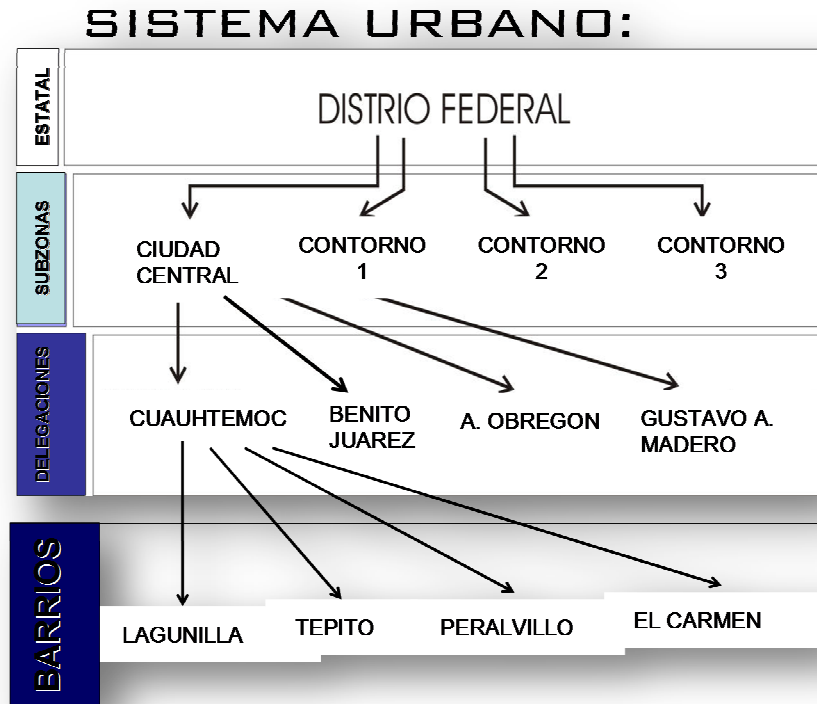 SISTEMA URBANO:
ESTATAL
DISTRIO FEDERAL
SUBZONAS
CIUDAD
CENTRAL
CONTORNO
1
CONTORNO
2
CONTORNO
3
DELEGACIONES
CUAUHTEMOC
BENITO
JUAREZ
A. OBREGON
GUSTAVO A.
MADERO
BARRIOS
LAGUNILLA
TEPITO
PERALVILLO
EL CARMEN